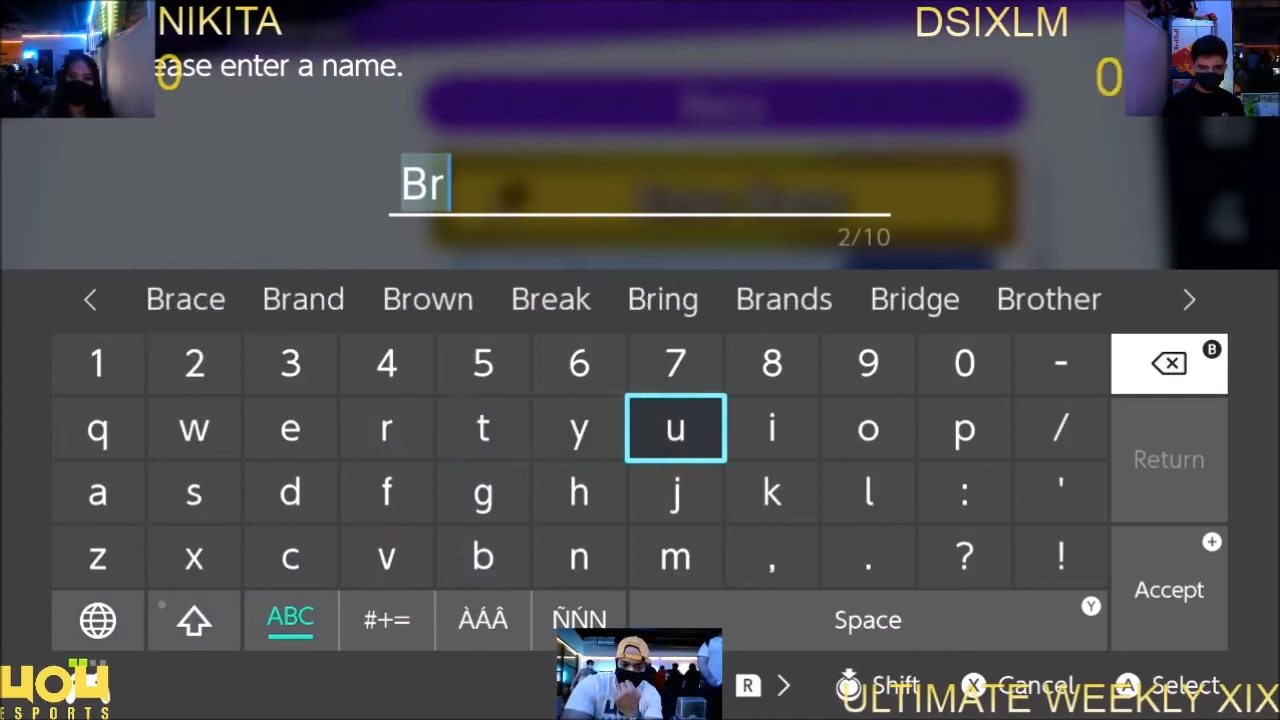 NIKITA
DSIXLM
ease enter a name.
0
0
Br
2/10
Brace Brand Brown Break Bring Brands Bridge Brother
1 2 3 4 5 6 7 8 9 0 - B
q w e r t y u i o p /
Return
a s d f g h j k l : '
z x c v b n m , . ? ! +
Accept
ABC #+= ÀÁÂ ÑŃN Space Y
R Shift X Cancel A Select
404
ESPORTS
ULTIMATE WEEKLY XIX